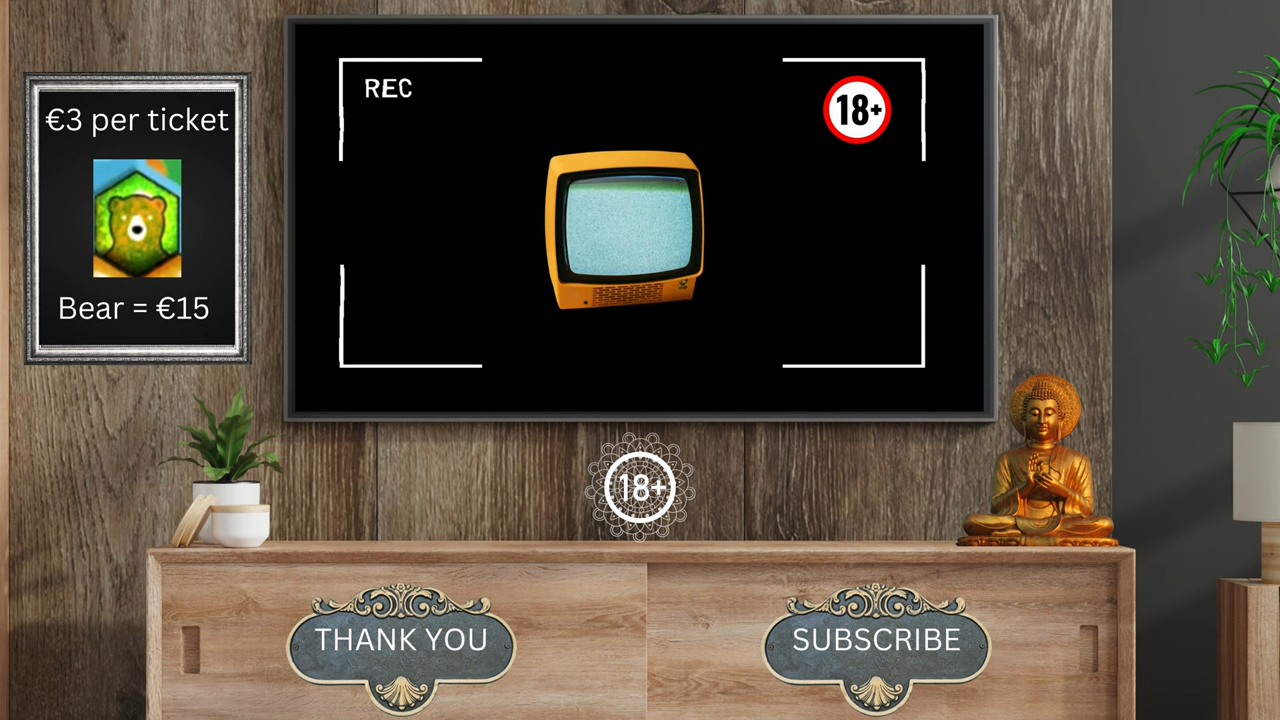 €3 per ticket
Bear = €15
REC
18+
18+
THANK YOU
SUBSCRIBE